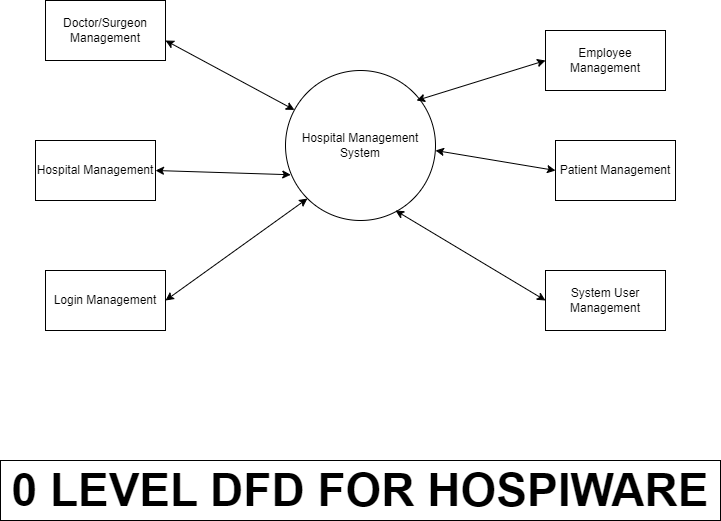 Doctor/Surgeon
Management
Employee
Management
Hospital Management
System
Hospital Management
Patient Management
Login Management
System User
Management
0 LEVEL DFD FOR HOSPIWARE